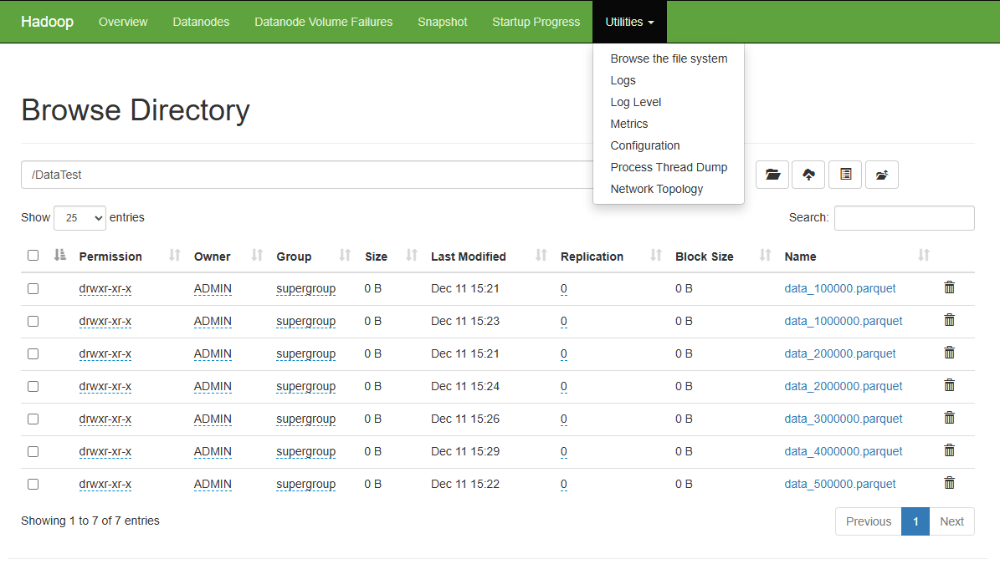 Hadoop Overview Datanodes Datanode Volume Failures Snapshot Startup Progress Utilities
Browse the file system
Logs
Log Level
Metrics
Configuration
Process Thread Dump
Network Topology
Browse Directory
/DataTest
Show 25 entries
Search:
Permission Owner Group Size Last Modified Replication Block Size Name
drwxr-xr-x ADMIN supergroup 0 B Dec 11 15:21 0 0 B data_100000.parquet
drwxr-xr-x ADMIN supergroup 0 B Dec 11 15:23 0 0 B data_1000000.parquet
drwxr-xr-x ADMIN supergroup 0 B Dec 11 15:21 0 0 B data_200000.parquet
drwxr-xr-x ADMIN supergroup 0 B Dec 11 15:24 0 0 B data_2000000.parquet
drwxr-xr-x ADMIN supergroup 0 B Dec 11 15:26 0 0 B data_3000000.parquet
drwxr-xr-x ADMIN supergroup 0 B Dec 11 15:29 0 0 B data_4000000.parquet
drwxr-xr-x ADMIN supergroup 0 B Dec 11 15:22 0 0 B data_500000.parquet
Showing 1 to 7 of 7 entries
Previous 1 Next